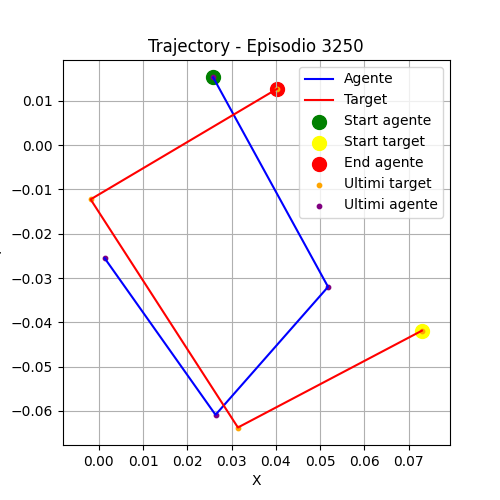 Trajectory - Episodio 3250
Agente
Target
Start agente
Start target
End agente
Ultimi target
Ultimi agente
0.01
0.00
−0.01
−0.02
−0.03
−0.04
−0.05
−0.06
0.00 0.01 0.02 0.03 0.04 0.05 0.06 0.07
X